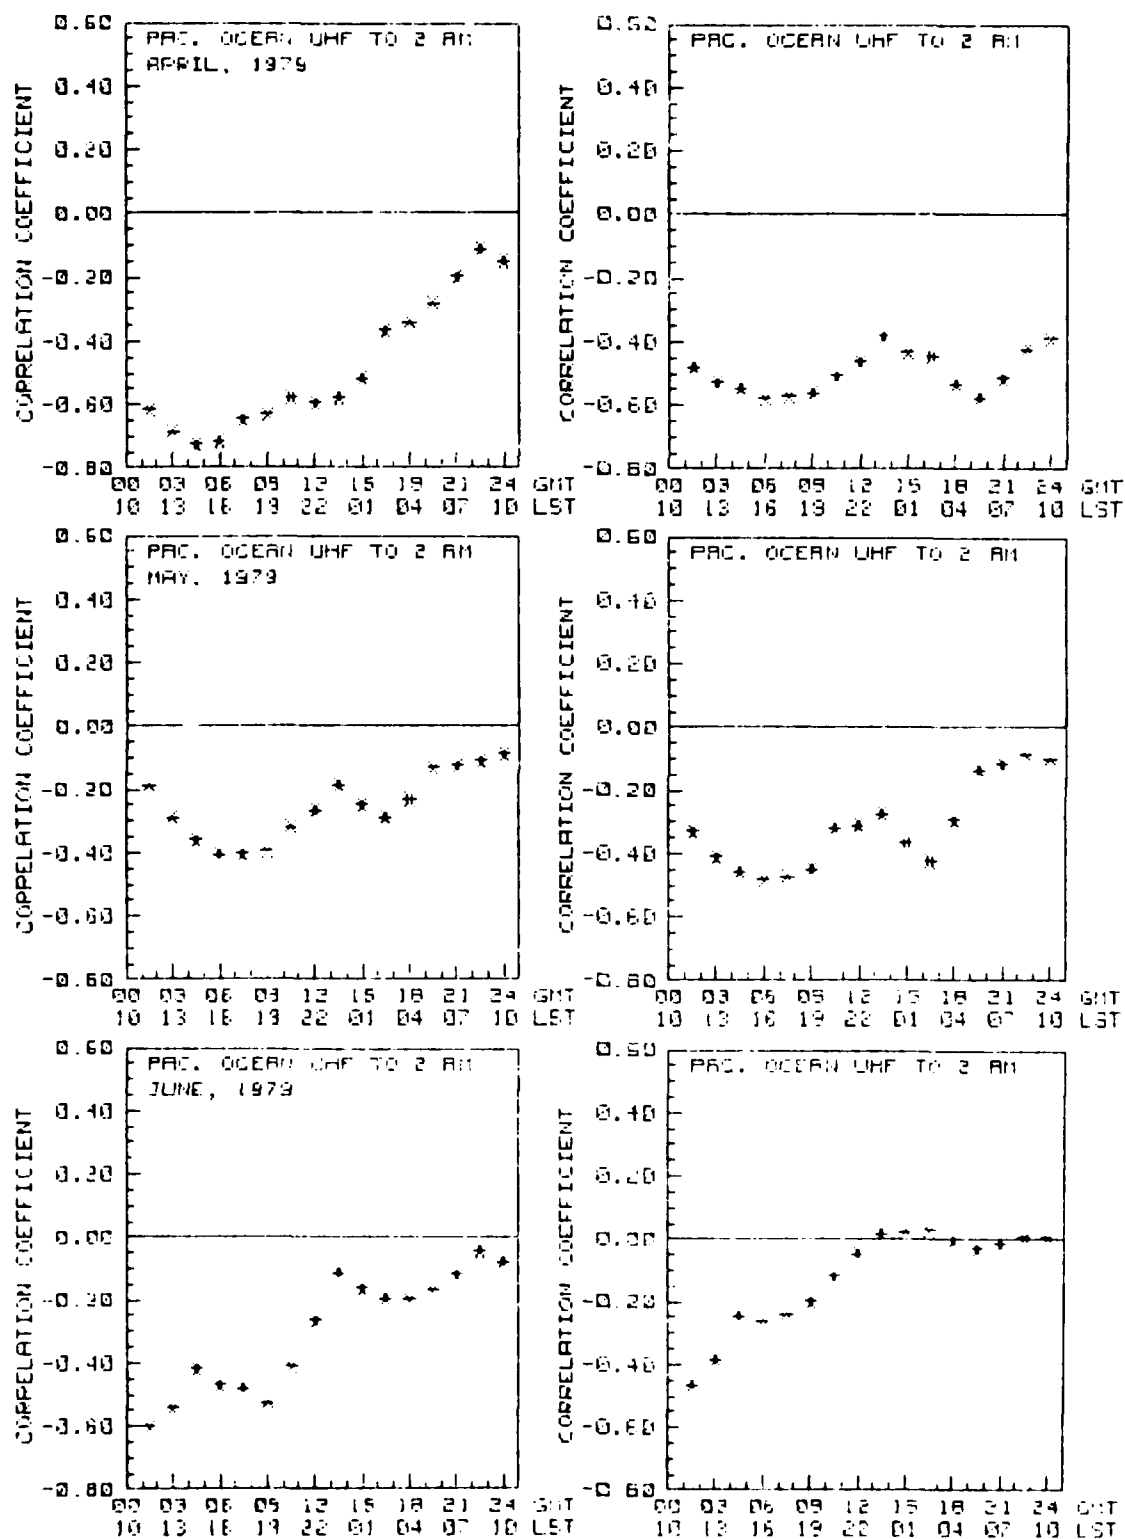 PAC. OCEAN UHF TO 2 AM
APRIL, 1979
CORRELATION COEFFICIENT
0.60
0.40
0.20
0.00
-0.20
-0.40
-0.60
-0.80
00 03 06 09 12 15 18 21 24 GMT
10 13 16 19 22 01 04 07 10 LST
PAC. OCEAN UHF TO 2 AM
CORRELATION COEFFICIENT
0.60
0.40
0.20
0.00
-0.20
-0.40
-0.60
-0.80
00 03 06 09 12 15 18 21 24 GMT
10 13 16 19 22 01 04 07 10 LST
PAC. OCEAN UHF TO 2 AM
MAY, 1979
CORRELATION COEFFICIENT
0.60
0.40
0.20
0.00
-0.20
-0.40
-0.60
-0.80
00 03 06 09 12 15 18 21 24 GMT
10 13 16 19 22 01 04 07 10 LST
PAC. OCEAN UHF TO 2 AM
CORRELATION COEFFICIENT
0.60
0.40
0.20
0.00
-0.20
-0.40
-0.60
-0.80
00 03 06 09 12 15 18 21 24 GMT
10 13 16 19 22 01 04 07 10 LST
PAC. OCEAN UHF TO 2 AM
JUNE, 1979
CORRELATION COEFFICIENT
0.60
0.40
0.20
0.00
-0.20
-0.40
-0.60
-0.80
00 03 06 09 12 15 18 21 24 GMT
10 13 16 19 22 01 04 07 10 LST
PAC. OCEAN UHF TO 2 AM
CORRELATION COEFFICIENT
0.60
0.40
0.20
0.00
-0.20
-0.40
-0.60
-0.80
00 03 06 09 12 15 18 21 24 GMT
10 13 16 19 22 01 04 07 10 LST